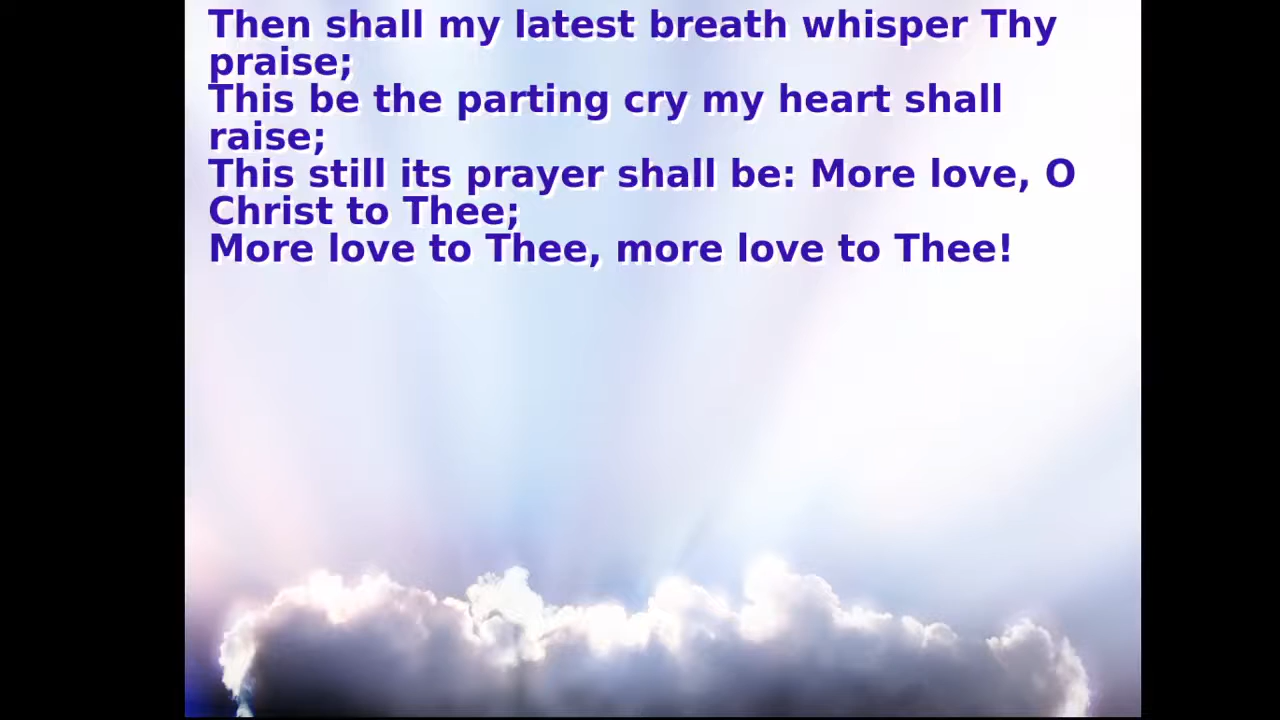 Then shall my latest breath whisper Thy
praise;
This be the parting cry my heart shall
raise;
This still its prayer shall be: More love, O
Christ to Thee;
More love to Thee, more love to Thee!